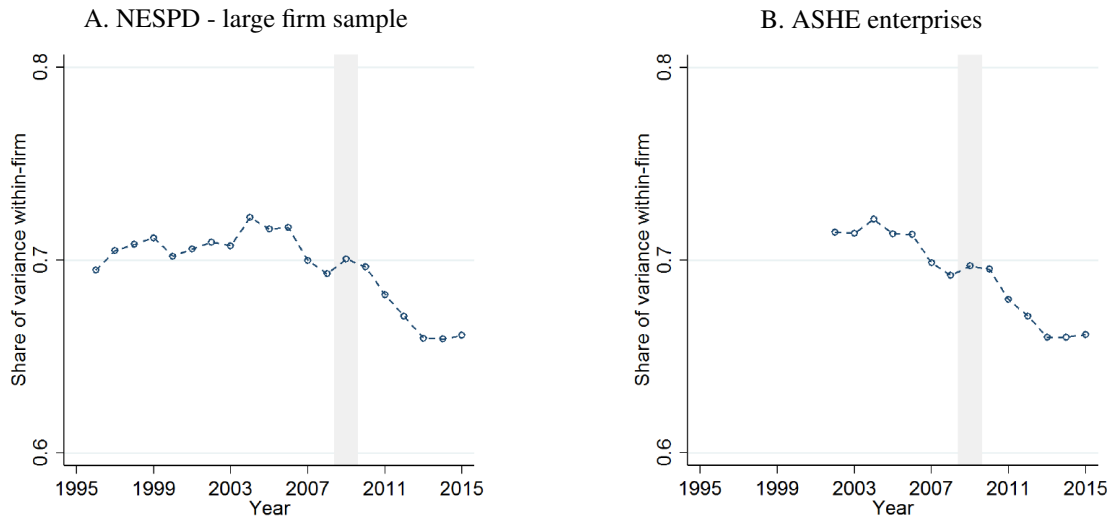 A. NESPD - large firm sample
Share of variance within-firm
0.8
0.7
0.6
1995 1999 2003 2007 2011 2015
Year
B. ASHE enterprises
Share of variance within-firm
0.8
0.7
0.6
1995 1999 2003 2007 2011 2015
Year